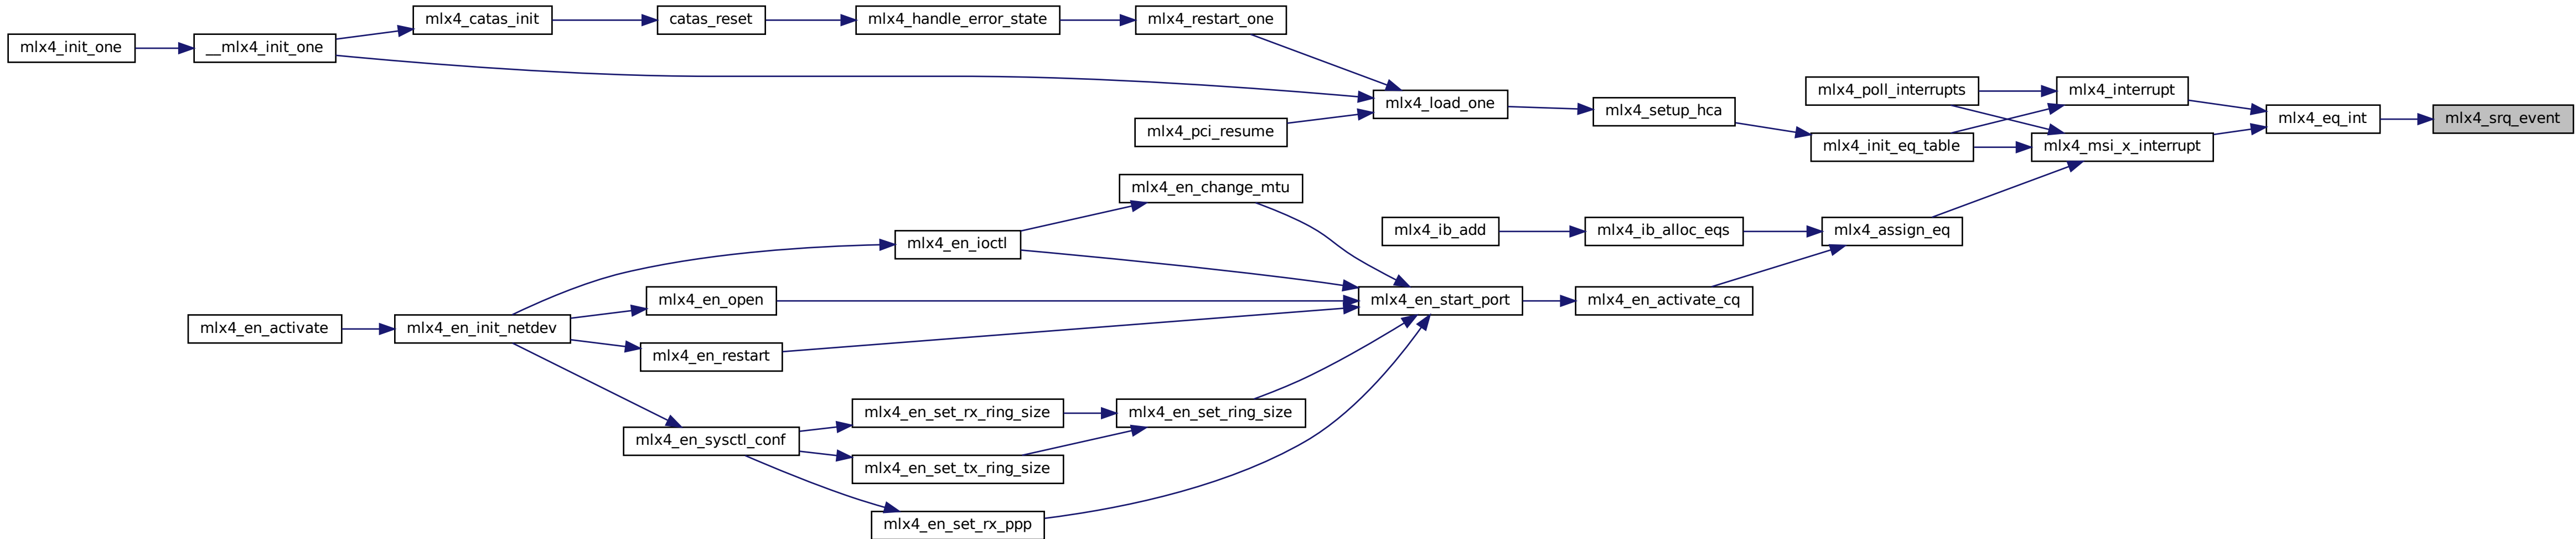 mlx4_catas_init
catas_reset
mlx4_handle_error_state
mlx4_restart_one
mlx4_init_one
__mlx4_init_one
mlx4_poll_interrupts
mlx4_interrupt
mlx4_load_one
mlx4_setup_hca
mlx4_eq_int
mlx4_srq_event
mlx4_pci_resume
mlx4_init_eq_table
mlx4_msi_x_interrupt
mlx4_en_change_mtu
mlx4_ib_add
mlx4_ib_alloc_eqs
mlx4_assign_eq
mlx4_en_ioctl
mlx4_en_open
mlx4_en_start_port
mlx4_en_activate_cq
mlx4_en_activate
mlx4_en_init_netdev
mlx4_en_restart
mlx4_en_set_rx_ring_size
mlx4_en_set_ring_size
mlx4_en_sysctl_conf
mlx4_en_set_tx_ring_size
mlx4_en_set_rx_ppp